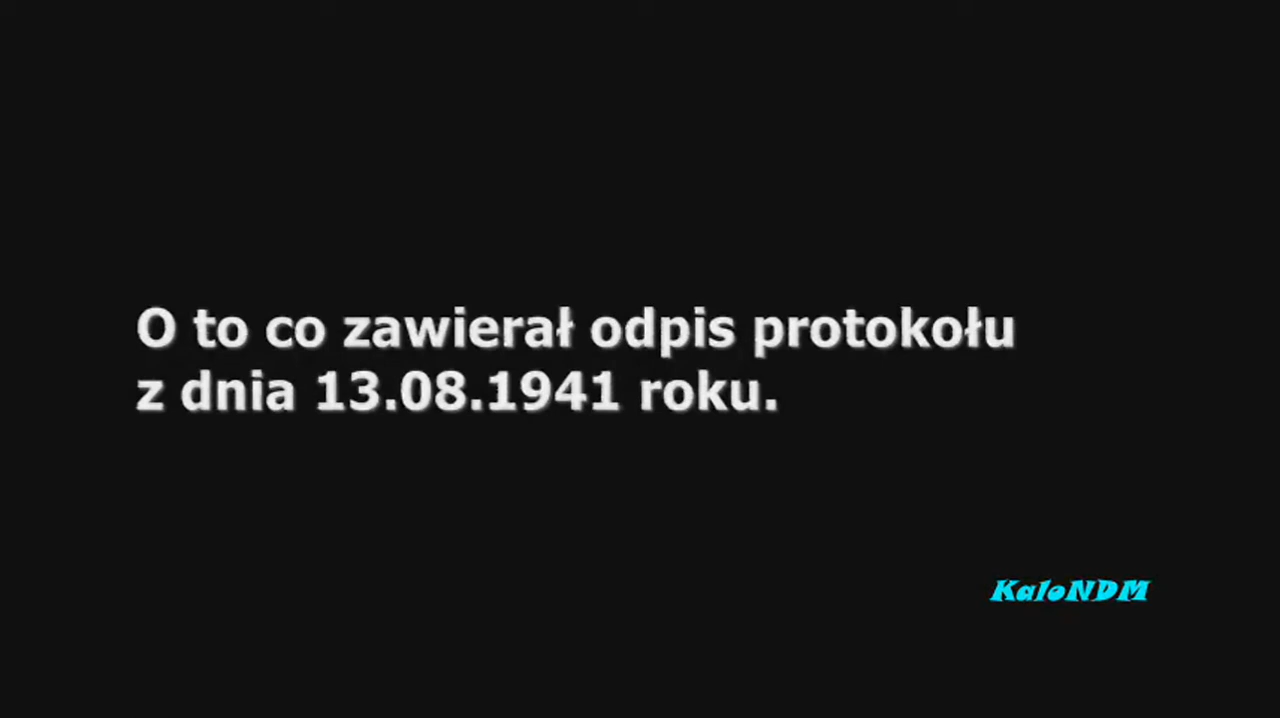 O to co zawierał odpis protokołu
z dnia 13.08.1941 roku.
KaloNDM